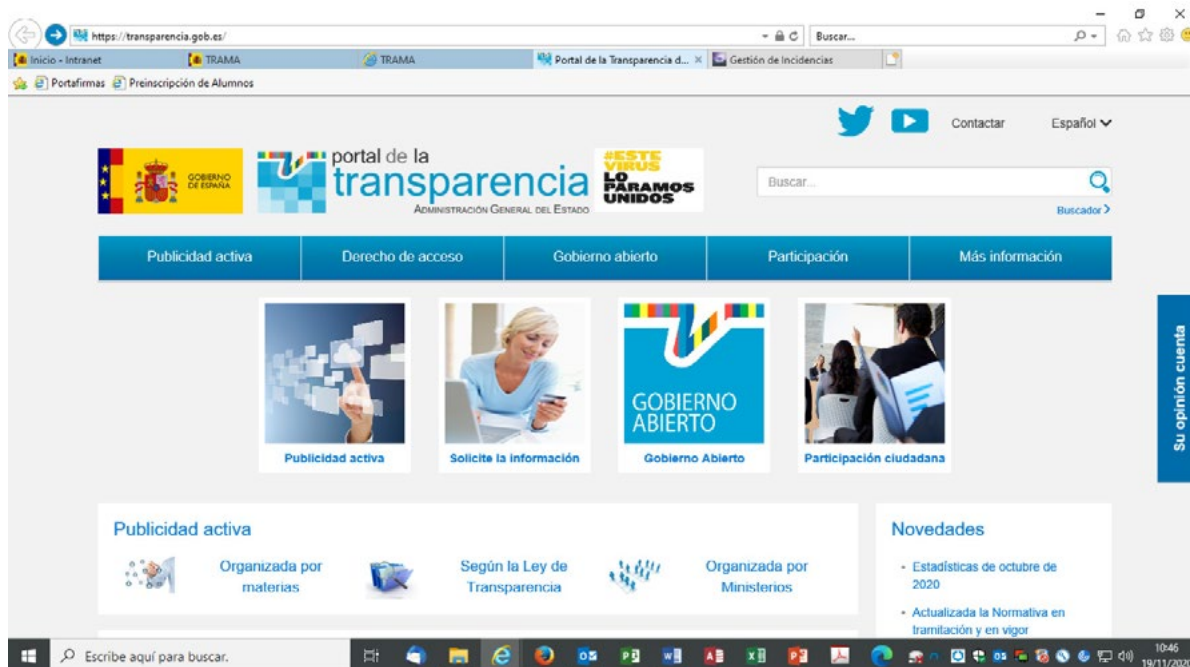 https://transparencia.gob.es/
Buscar...
Inicio - Intranet
TRAMA
TRAMA
Portal de la Transparencia d...
Gestión de Incidencias
Portafirmas
Preinscripción de Alumnos
Contactar
Español
GOBIERNO
DE ESPAÑA
portal de la
transparencia
ADMINISTRACIÓN GENERAL DEL ESTADO
#ESTE
VIRUS
LO
PARAMOS
UNIDOS
Buscar...
Buscador
Publicidad activa
Derecho de acceso
Gobierno abierto
Participación
Más información
GOBIERNO
ABIERTO
Publicidad activa
Solicite la información
Gobierno Abierto
Participación ciudadana
Su opinión cuenta
Publicidad activa
Organizada por
materias
Según la Ley de
Transparencia
Organizada por
Ministerios
Novedades
Estadísticas de octubre de
2020
Actualizada la Normativa en
tramitación y en vigor
Escribe aquí para buscar.
10:46